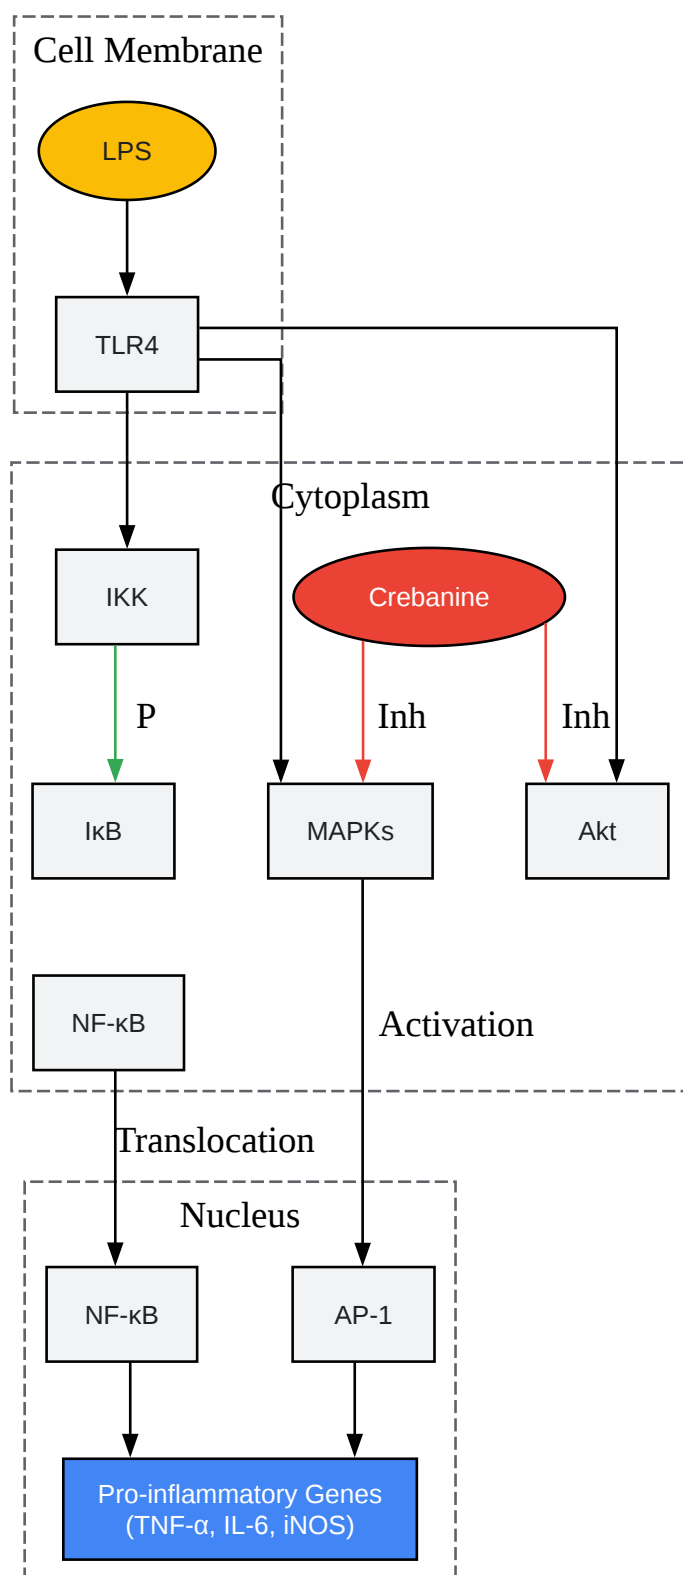 Cell Membrane
LPS
TLR4
Cytoplasm
IKK
Crebanine
P
Inh
Inh
IκB
MAPKs
Akt
NF-κB
Activation
Translocation
Nucleus
NF-κB
AP-1
Pro-inflammatory Genes
(TNF-α, IL-6, iNOS)